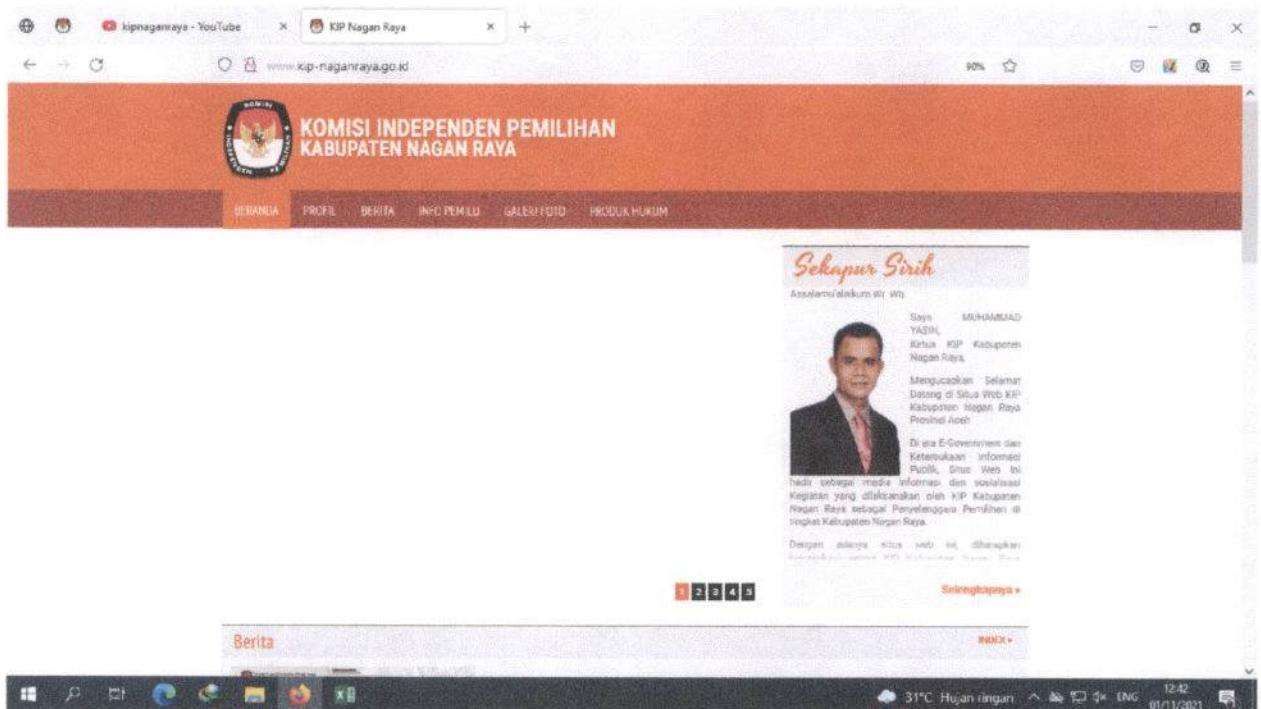 kipnaganraya - YouTube
KIP Nagan Raya
www.kip-naganraya.go.id
90%
KOMISI INDEPENDEN PEMILIHAN
KABUPATEN NAGAN RAYA
BERANDA PROFIL BERITA INFO PEMILU GALERI FOTO PRODUK HUKUM
Sekapur Sirih
Assalamu'alaikum Wr. Wb.
Saya MUHAMMAD
YASIN,
Ketua KIP Kabupaten
Nagan Raya,
Mengucapkan Selamat
Datang di Situs Web KIP
Kabupaten Nagan Raya
Provinsi Aceh
Di era E-Government dan
Keterbukaan Informasi
Publik, Situs Web Ini
hadir sebagai media informasi dan sosialisasi
Kegiatan yang dilaksanakan oleh KIP Kabupaten
Nagan Raya sebagai Penyelenggara Pemilihan di
tingkat Kabupaten Nagan Raya.
Dengan adanya situs web ini, diharapkan
1 2 3 4 5
Selengkapnya »
Berita
INDEX »
31°C Hujan ringan
ENG
12:42
01/11/2021